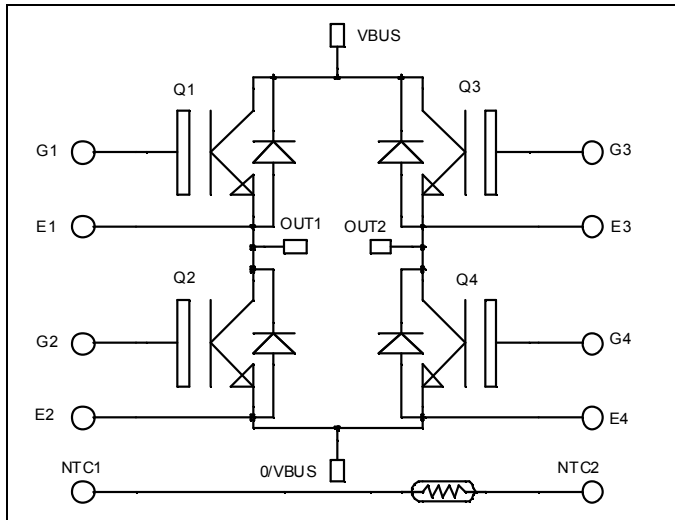 VBUS
Q1
Q3
G1
G3
E1
E3
OUT1
OUT2
Q2
Q4
G2
G4
E2
E4
0/VBUS
NTC1
NTC2